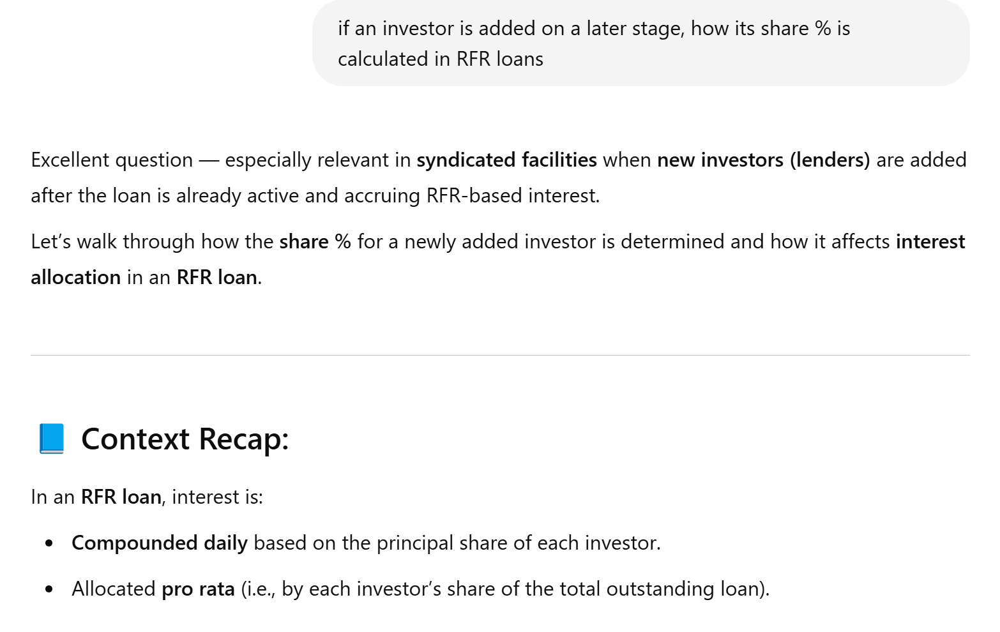 if an investor is added on a later stage, how its share % is
calculated in RFR loans
Excellent question — especially relevant in syndicated facilities when new investors (lenders) are added
after the loan is already active and accruing RFR-based interest.
Let’s walk through how the share % for a newly added investor is determined and how it affects interest
allocation in an RFR loan.
📘 Context Recap:
In an RFR loan, interest is:
• Compounded daily based on the principal share of each investor.
• Allocated pro rata (i.e., by each investor’s share of the total outstanding loan).